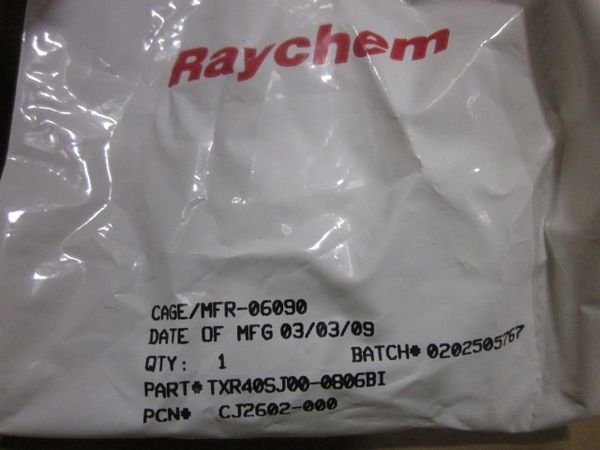 Raychem
CAGE/MFR-06090
DATE OF MFG 03/03/09
QTY: 1 BATCH# 0202505767
PART# TXR40SJ00-0806BI
PCN# CJ2602-000